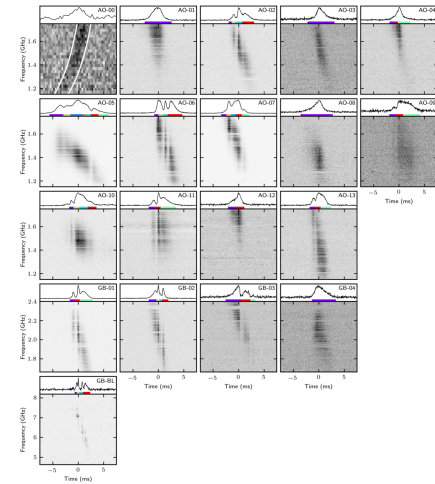 AO-00 AO-01 AO-02 AO-03 AO-04
Frequency (GHz)
1.6
1.4
1.2
AO-05 AO-06 AO-07 AO-08 AO-09
Frequency (GHz)
1.6
1.4
1.2
−5 0 5
Time (ms)
AO-10 AO-11 AO-12 AO-13
Frequency (GHz)
1.6
1.4
1.2
GB-01 GB-02 GB-03 GB-04
Frequency (GHz)
2.4
2.2
2.0
1.8
−5 0 5
Time (ms)
−5 0 5
Time (ms)
−5 0 5
Time (ms)
GB-BL
Frequency (GHz)
8
7
6
5
−5 0 5
Time (ms)